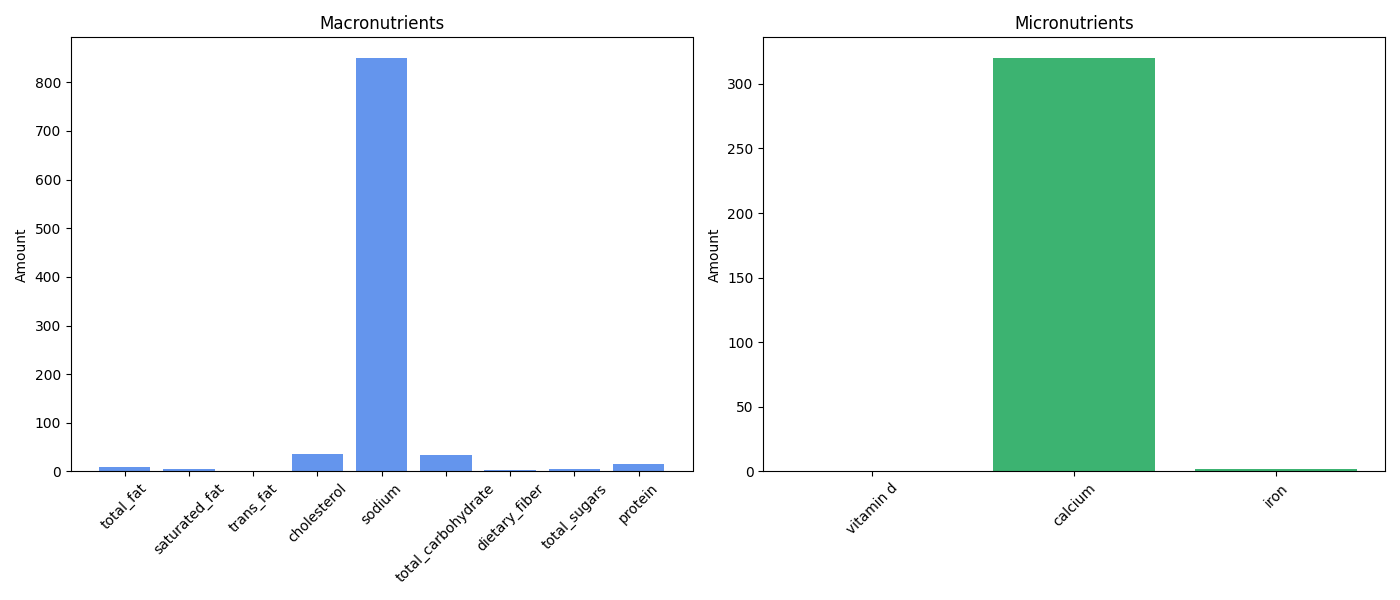 Macronutrients
Amount
800
700
600
500
400
300
200
100
0
total_fat
saturated_fat
trans_fat
cholesterol
sodium
total_carbohydrate
dietary_fiber
total_sugars
protein
Micronutrients
Amount
300
250
200
150
100
50
0
vitamin d
calcium
iron